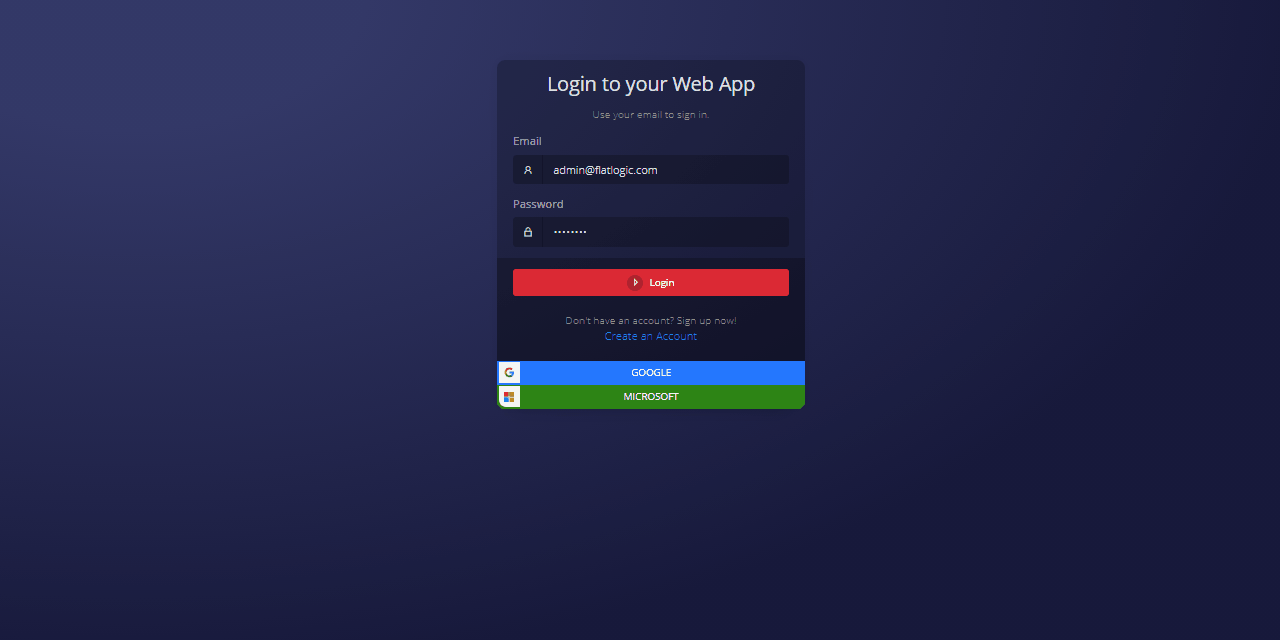 Login to your Web App
Use your email to sign in.
Email
admin@flatlogic.com
Password
••••••••
Login
Don't have an account? Sign up now!
Create an Account
GOOGLE
MICROSOFT